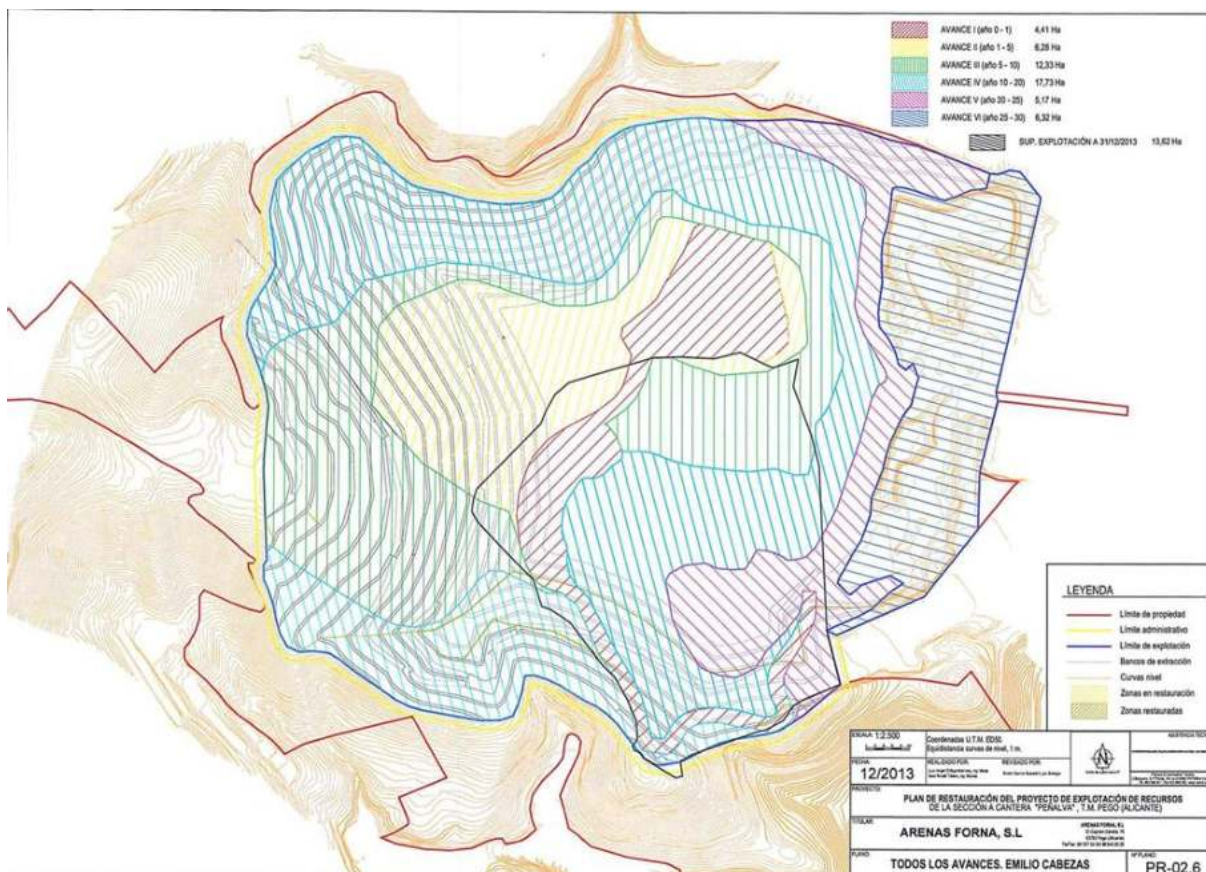 AVANCE I (año 0 - 1) 4,41 Ha
AVANCE II (año 1 - 5) 6,28 Ha
AVANCE III (año 5 - 10) 12,33 Ha
AVANCE IV (año 10 - 20) 17,73 Ha
AVANCE V (año 20 - 25) 5,17 Ha
AVANCE VI (año 25 - 30) 6,32 Ha
SUP. EXPLOTACIÓN A 31/12/2013 13,62 Ha
LEYENDA
Límite de propiedad
Límite administrativo
Límite de explotación
Bancos de extracción
Curvas nivel
Zonas en restauración
Zonas restauradas
ESCALA: 1:2.500
Coordenadas U.T.M. ED50.
Equidistancia curvas de nivel, 1 m.
FECHA:
12/2013
REALIZADO POR:
REVISADO POR:
N
PROYECTO:
PLAN DE RESTAURACIÓN DEL PROYECTO DE EXPLOTACIÓN DE RECURSOS
DE LA SECCIÓN A CANTERA "PEÑALVA", T.M. PEGO (ALICANTE)
TITULAR:
ARENAS FORNA, S.L
ARENAS FORNA, S.L
PLANO:
TODOS LOS AVANCES. EMILIO CABEZAS
Nº PLANO:
PR-02.6